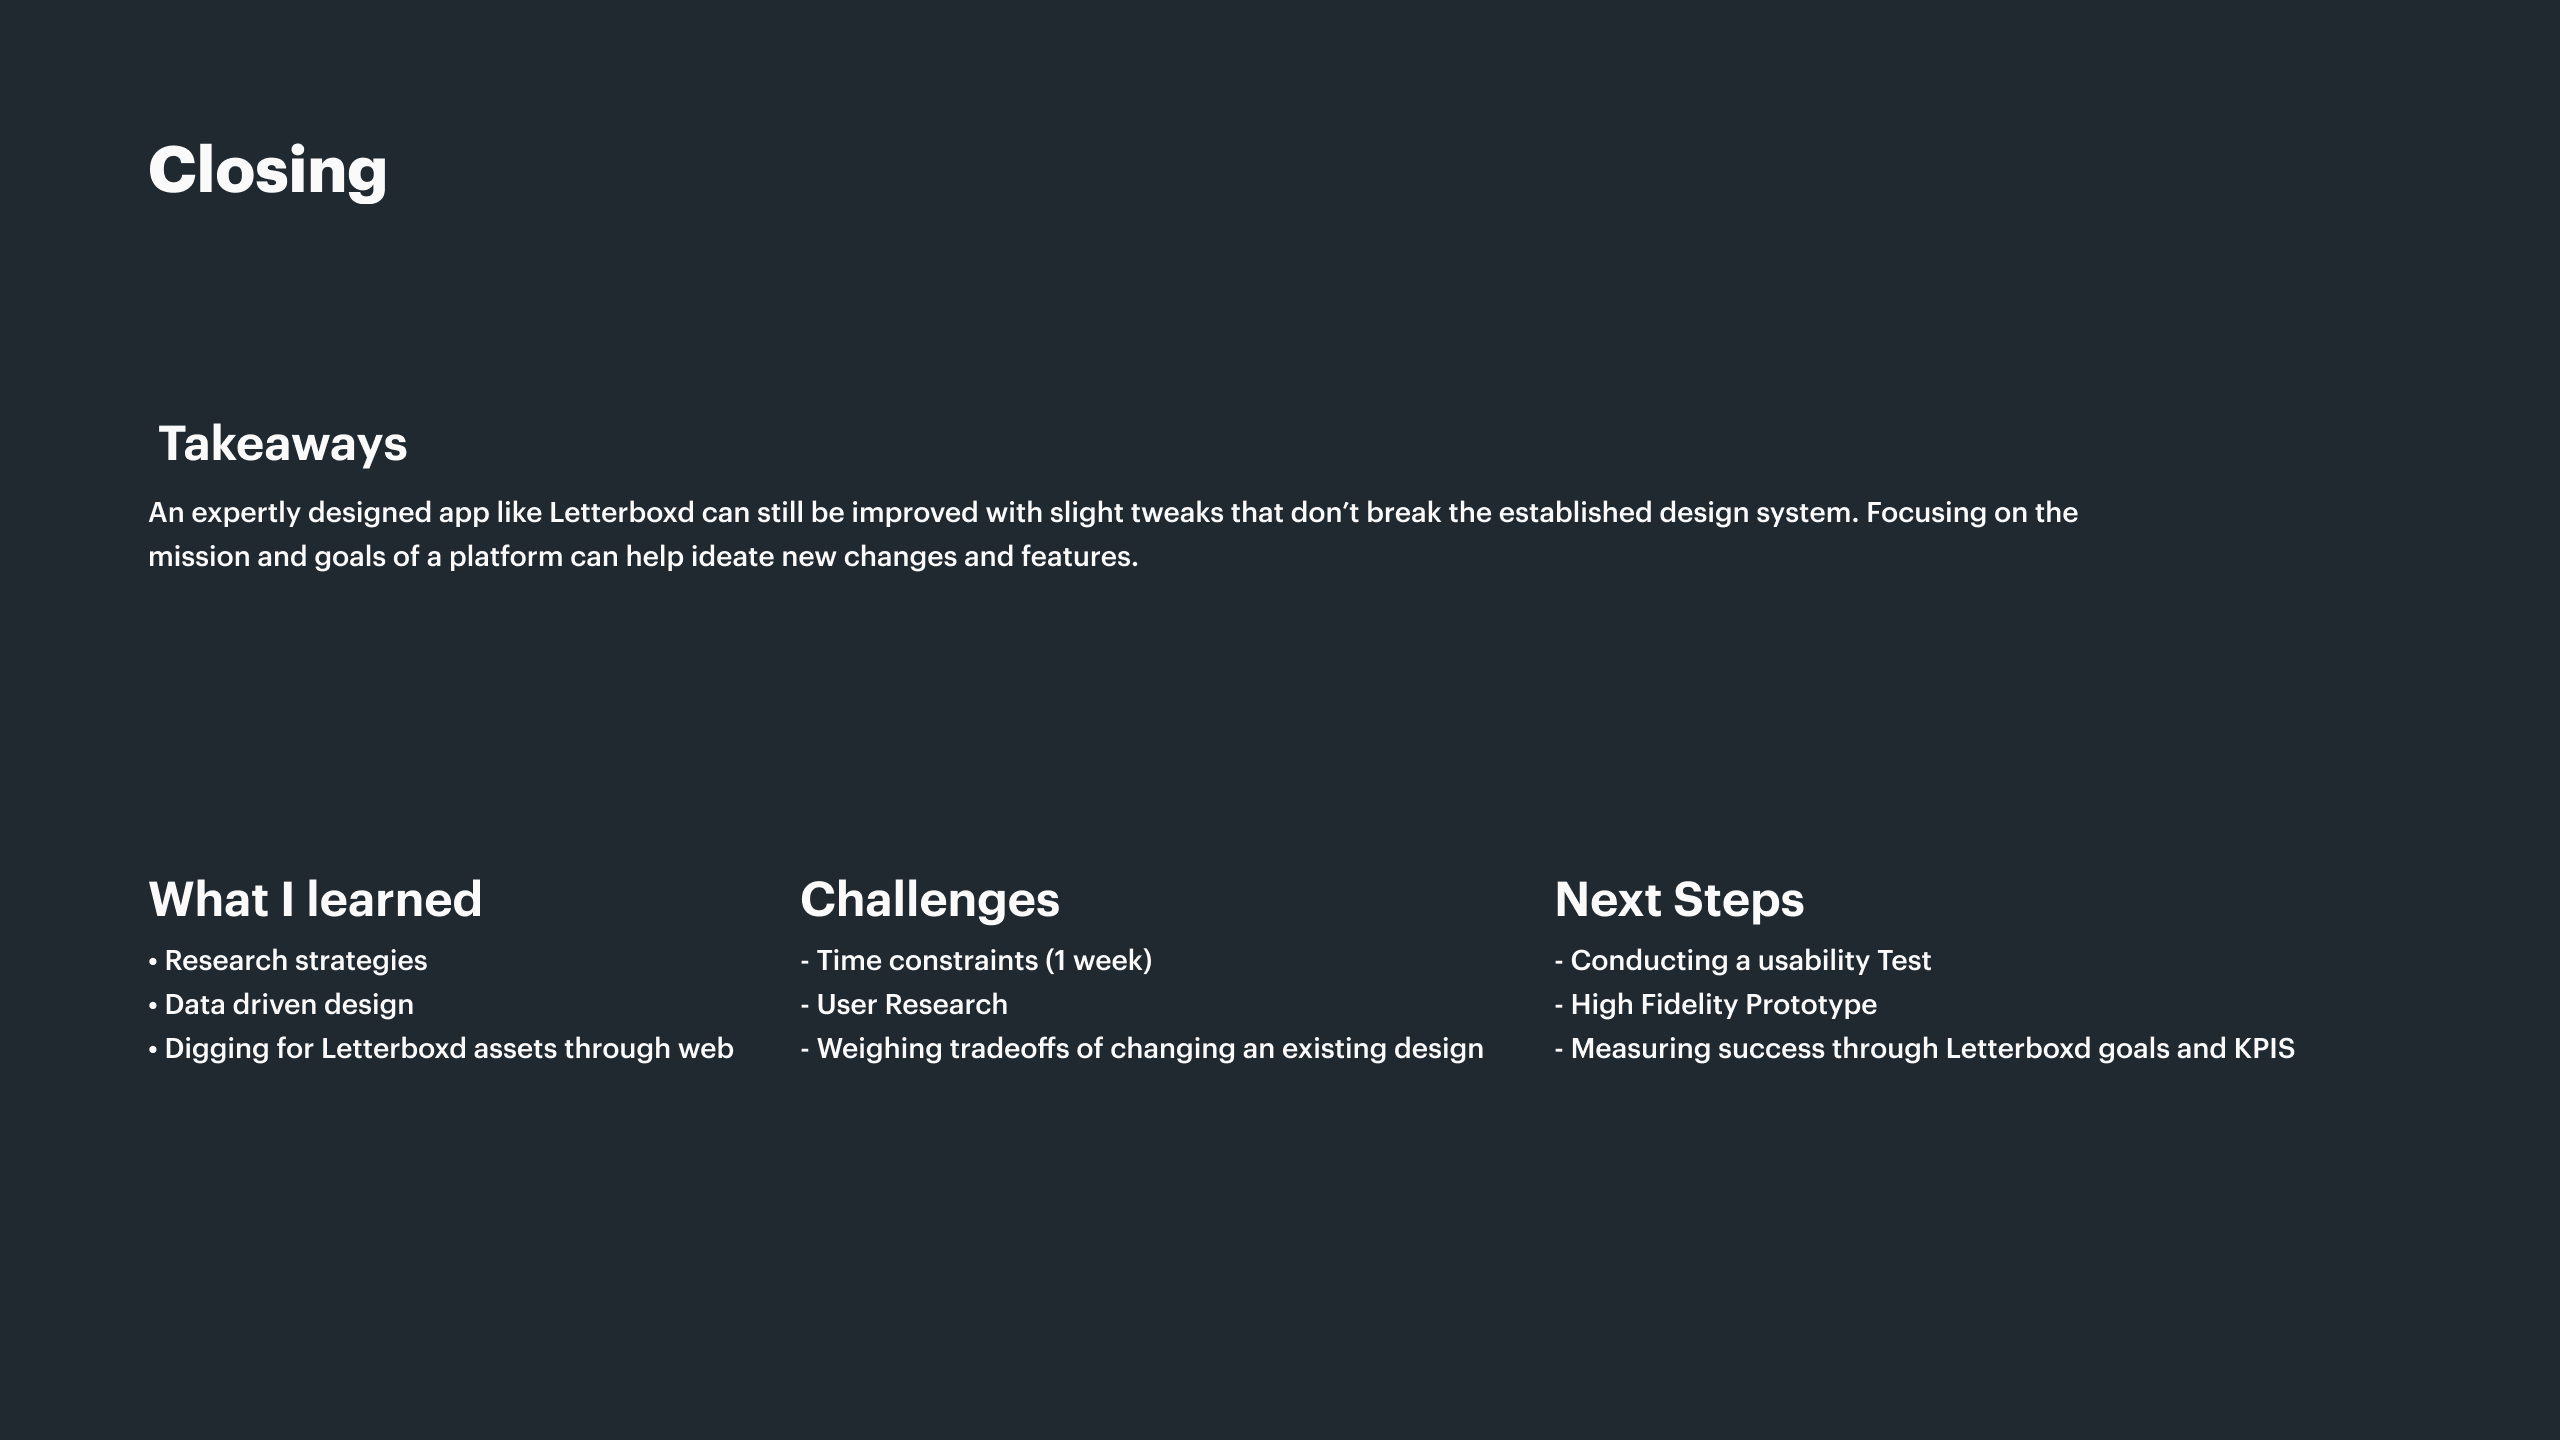 Closing
Takeaways
An expertly designed app like Letterboxd can still be improved with slight tweaks that don’t break the established design system. Focusing on the
mission and goals of a platform can help ideate new changes and features.
What I learned
• Research strategies
• Data driven design
• Digging for Letterboxd assets through web
Challenges
- Time constraints (1 week)
- User Research
- Weighing tradeoffs of changing an existing design
Next Steps
- Conducting a usability Test
- High Fidelity Prototype
- Measuring success through Letterboxd goals and KPIS